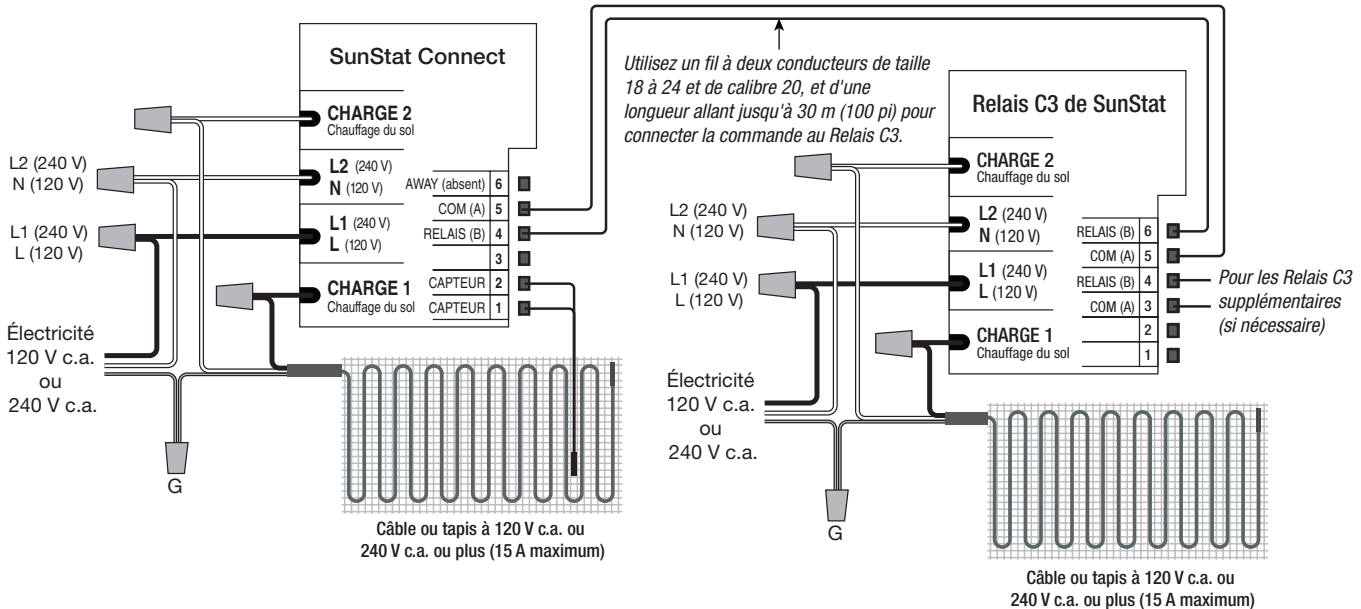 SunStat Connect
CHARGE 2
Chauffage du sol
L2 (240 V)
N (120 V)
L2 (240 V)
N (120 V)
L1 (240 V)
L (120 V)
L1 (240 V)
L (120 V)
CHARGE 1
Chauffage du sol
AWAY (absent) 6
COM (A) 5
RELAIS (B) 4
3
CAPTEUR 2
CAPTEUR 1
Électricité
120 V c.a.
ou
240 V c.a.
G
Câble ou tapis à 120 V c.a. ou
240 V c.a. ou plus (15 A maximum)
Utilisez un fil à deux conducteurs de taille
18 à 24 et de calibre 20, et d'une
longueur allant jusqu'à 30 m (100 pi) pour
connecter la commande au Relais C3.
Relais C3 de SunStat
CHARGE 2
Chauffage du sol
L2 (240 V)
N (120 V)
L2 (240 V)
N (120 V)
L1 (240 V)
L (120 V)
L1 (240 V)
L (120 V)
CHARGE 1
Chauffage du sol
RELAIS (B) 6
COM (A) 5
RELAIS (B) 4
COM (A) 3
2
1
Pour les Relais C3
supplémentaires
(si nécessaire)
Électricité
120 V c.a.
ou
240 V c.a.
G
Câble ou tapis à 120 V c.a. ou
240 V c.a. ou plus (15 A maximum)